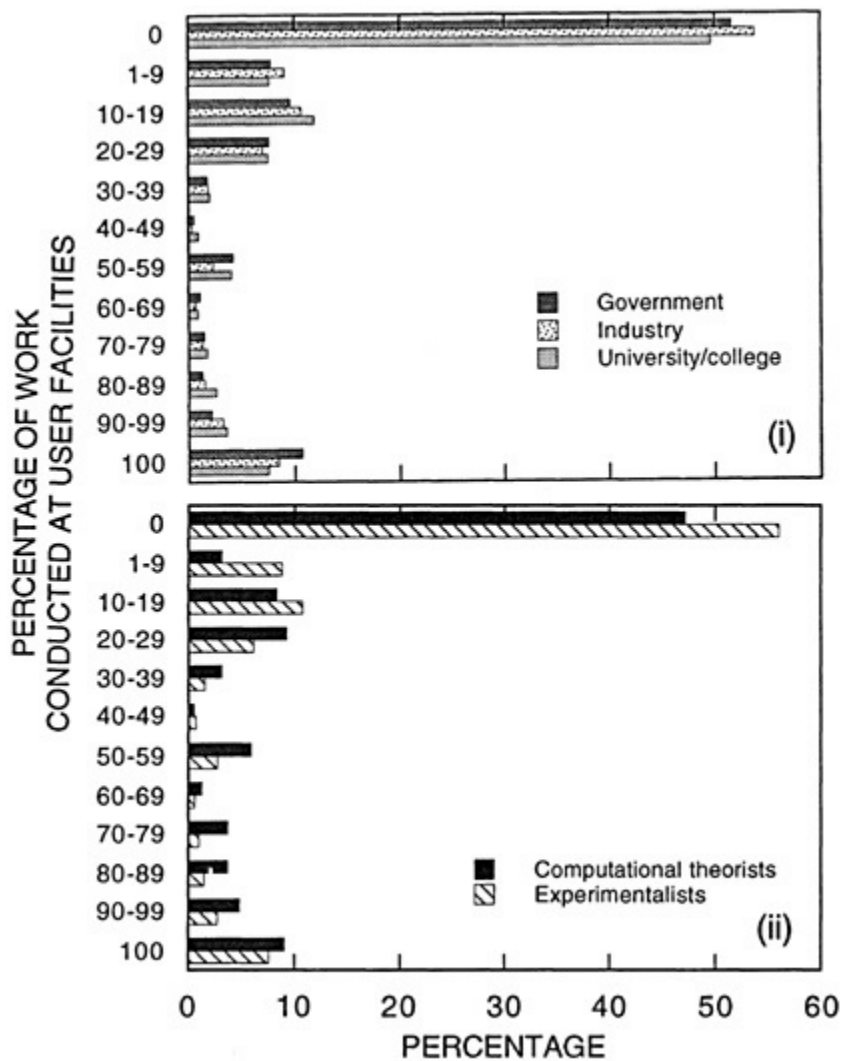 PERCENTAGE OF WORK
CONDUCTED AT USER FACILITIES
0
1-9
10-19
20-29
30-39
40-49
50-59
60-69
70-79
80-89
90-99
100
Government
Industry
University/college
(i)
0 10 20 30 40 50 60
0
1-9
10-19
20-29
30-39
40-49
50-59
60-69
70-79
80-89
90-99
100
Computational theorists
Experimentalists
(ii)
0 10 20 30 40 50 60
PERCENTAGE